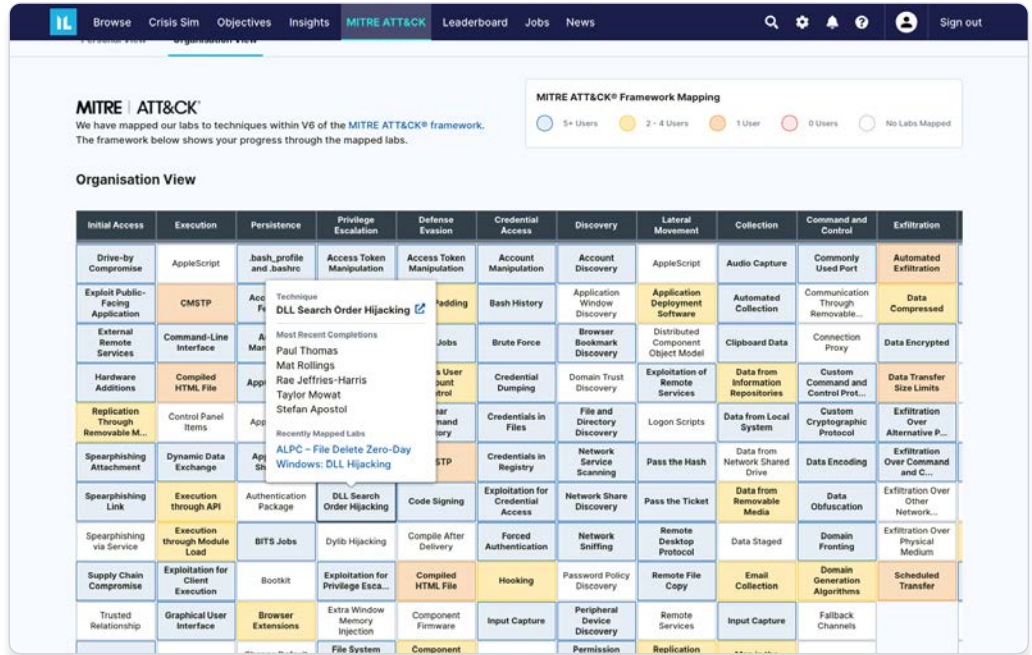 IL Browse Crisis Sim Objectives Insights MITRE ATT&CK Leaderboard Jobs News Sign out
Personal View Organisation View
MITRE | ATT&CK®
We have mapped our labs to techniques within V6 of the MITRE ATT&CK® framework.
The framework below shows your progress through the mapped labs.
MITRE ATT&CK® Framework Mapping
5+ Users 2 - 4 Users 1 User 0 Users No Labs Mapped
Organisation View
Initial Access Execution Persistence Privilege Escalation Defense Evasion Credential Access Discovery Lateral Movement Collection Command and Control Exfiltration
Drive-by Compromise AppleScript .bash_profile and .bashrc Access Token Manipulation Access Token Manipulation Account Manipulation Account Discovery AppleScript Audio Capture Commonly Used Port Automated Exfiltration
Exploit Public-Facing Application CMSTP Padding Bash History Application Window Discovery Application Deployment Software Automated Collection Communication Through Removable... Data Compressed
External Remote Services Command-Line Interface Jobs Brute Force Browser Bookmark Discovery Distributed Component Object Model Clipboard Data Connection Proxy Data Encrypted
Hardware Additions Compiled HTML File User Credential Dumping Domain Trust Discovery Exploitation of Remote Services Data from Information Repositories Custom Command and Control Prot... Data Transfer Size Limits
Replication Through Removable M... Control Panel Items Credentials in Files File and Directory Discovery Logon Scripts Data from Local System Custom Cryptographic Protocol Exfiltration Over Alternative P...
Spearphishing Attachment Dynamic Data Exchange Credentials in Registry Network Service Scanning Pass the Hash Data from Network Shared Drive Data Encoding Exfiltration Over Command and C...
Technique
DLL Search Order Hijacking
Most Recent Completions
Paul Thomas
Mat Rollings
Rae Jeffries-Harris
Taylor Mowat
Stefan Apostol
Recently Mapped Labs
ALPC – File Delete Zero-Day
Windows: DLL Hijacking
Spearphishing Link Execution through API Authentication Package DLL Search Order Hijacking Code Signing Exploitation for Credential Access Network Share Discovery Pass the Ticket Data from Removable Media Data Obfuscation Exfiltration Over Other Network...
Spearphishing via Service Execution through Module Load BITS Jobs Dylib Hijacking Compile After Delivery Forced Authentication Network Sniffing Remote Desktop Protocol Data Staged Domain Fronting Exfiltration Over Physical Medium
Supply Chain Compromise Exploitation for Client Execution Bootkit Exploitation for Privilege Esca... Compiled HTML File Hooking Password Policy Discovery Remote File Copy Email Collection Domain Generation Algorithms Scheduled Transfer
Trusted Relationship Graphical User Interface Browser Extensions Extra Window Memory Injection Component Firmware Input Capture Peripheral Device Discovery Remote Services Input Capture Fallback Channels
File System Component Permission Replication